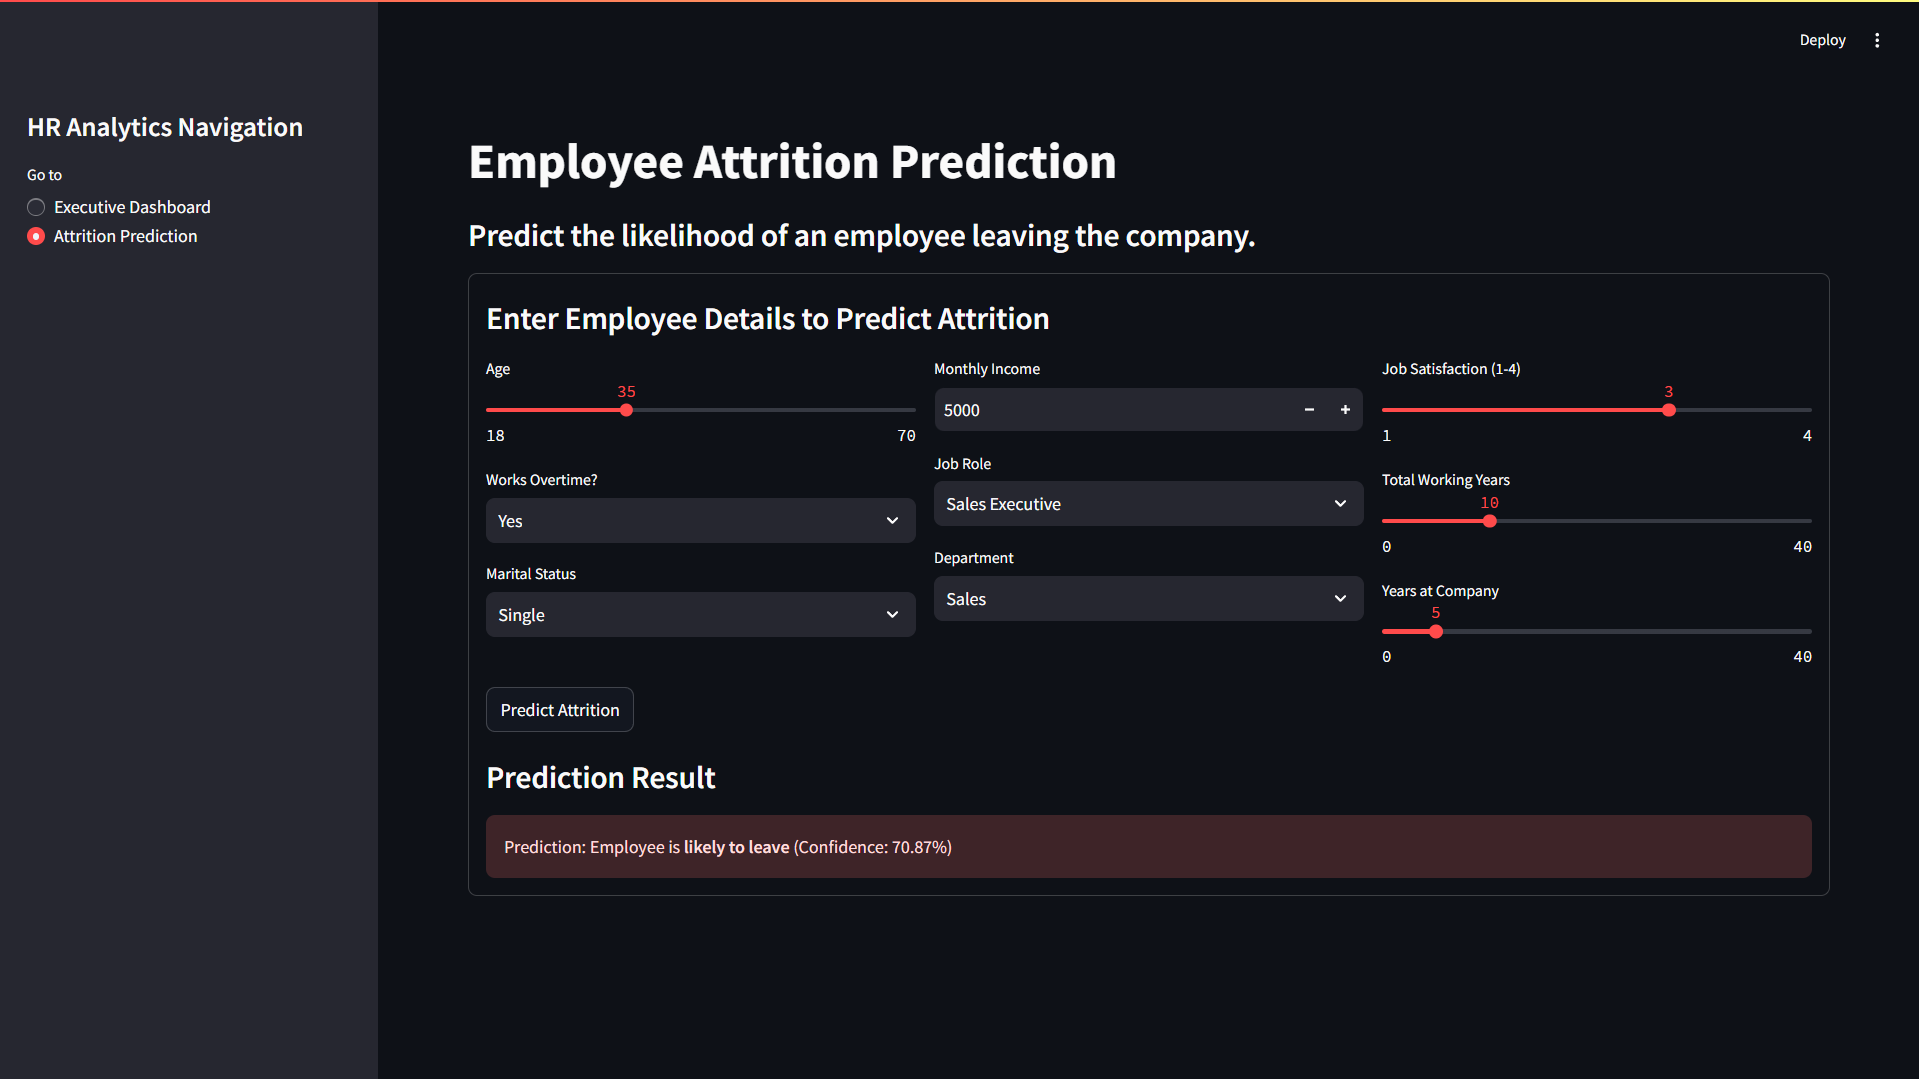 Deploy
HR Analytics Navigation
Go to
Executive Dashboard
Attrition Prediction
Employee Attrition Prediction
Predict the likelihood of an employee leaving the company.
Enter Employee Details to Predict Attrition
Age
35
18 70
Works Overtime?
Yes
Marital Status
Single
Monthly Income
5000
Job Role
Sales Executive
Department
Sales
Job Satisfaction (1-4)
3
1 4
Total Working Years
10
0 40
Years at Company
5
0 40
Predict Attrition
Prediction Result
Prediction: Employee is likely to leave (Confidence: 70.87%)